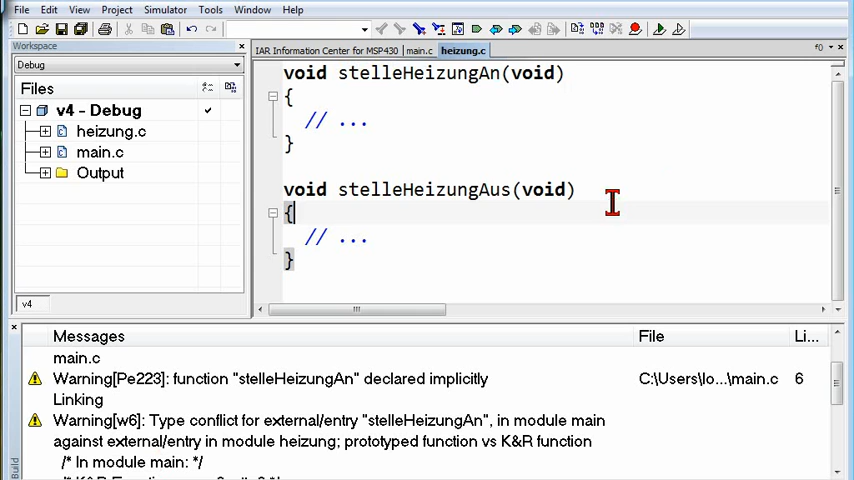 File Edit View Project Simulator Tools Window Help
Workspace
Debug
Files
v4 - Debug
heizung.c
main.c
Output
v4
IAR Information Center for MSP430 main.c heizung.c
f0
void stelleHeizungAn(void)
{
// ...
}
void stelleHeizungAus(void)
{
// ...
}
Messages File Li...
main.c
Warning[Pe223]: function "stelleHeizungAn" declared implicitly C:\Users\lo...\main.c 6
Linking
Warning[w6]: Type conflict for external/entry "stelleHeizungAn", in module main
against external/entry in module heizung; prototyped function vs K&R function
/* In module main: */
Build